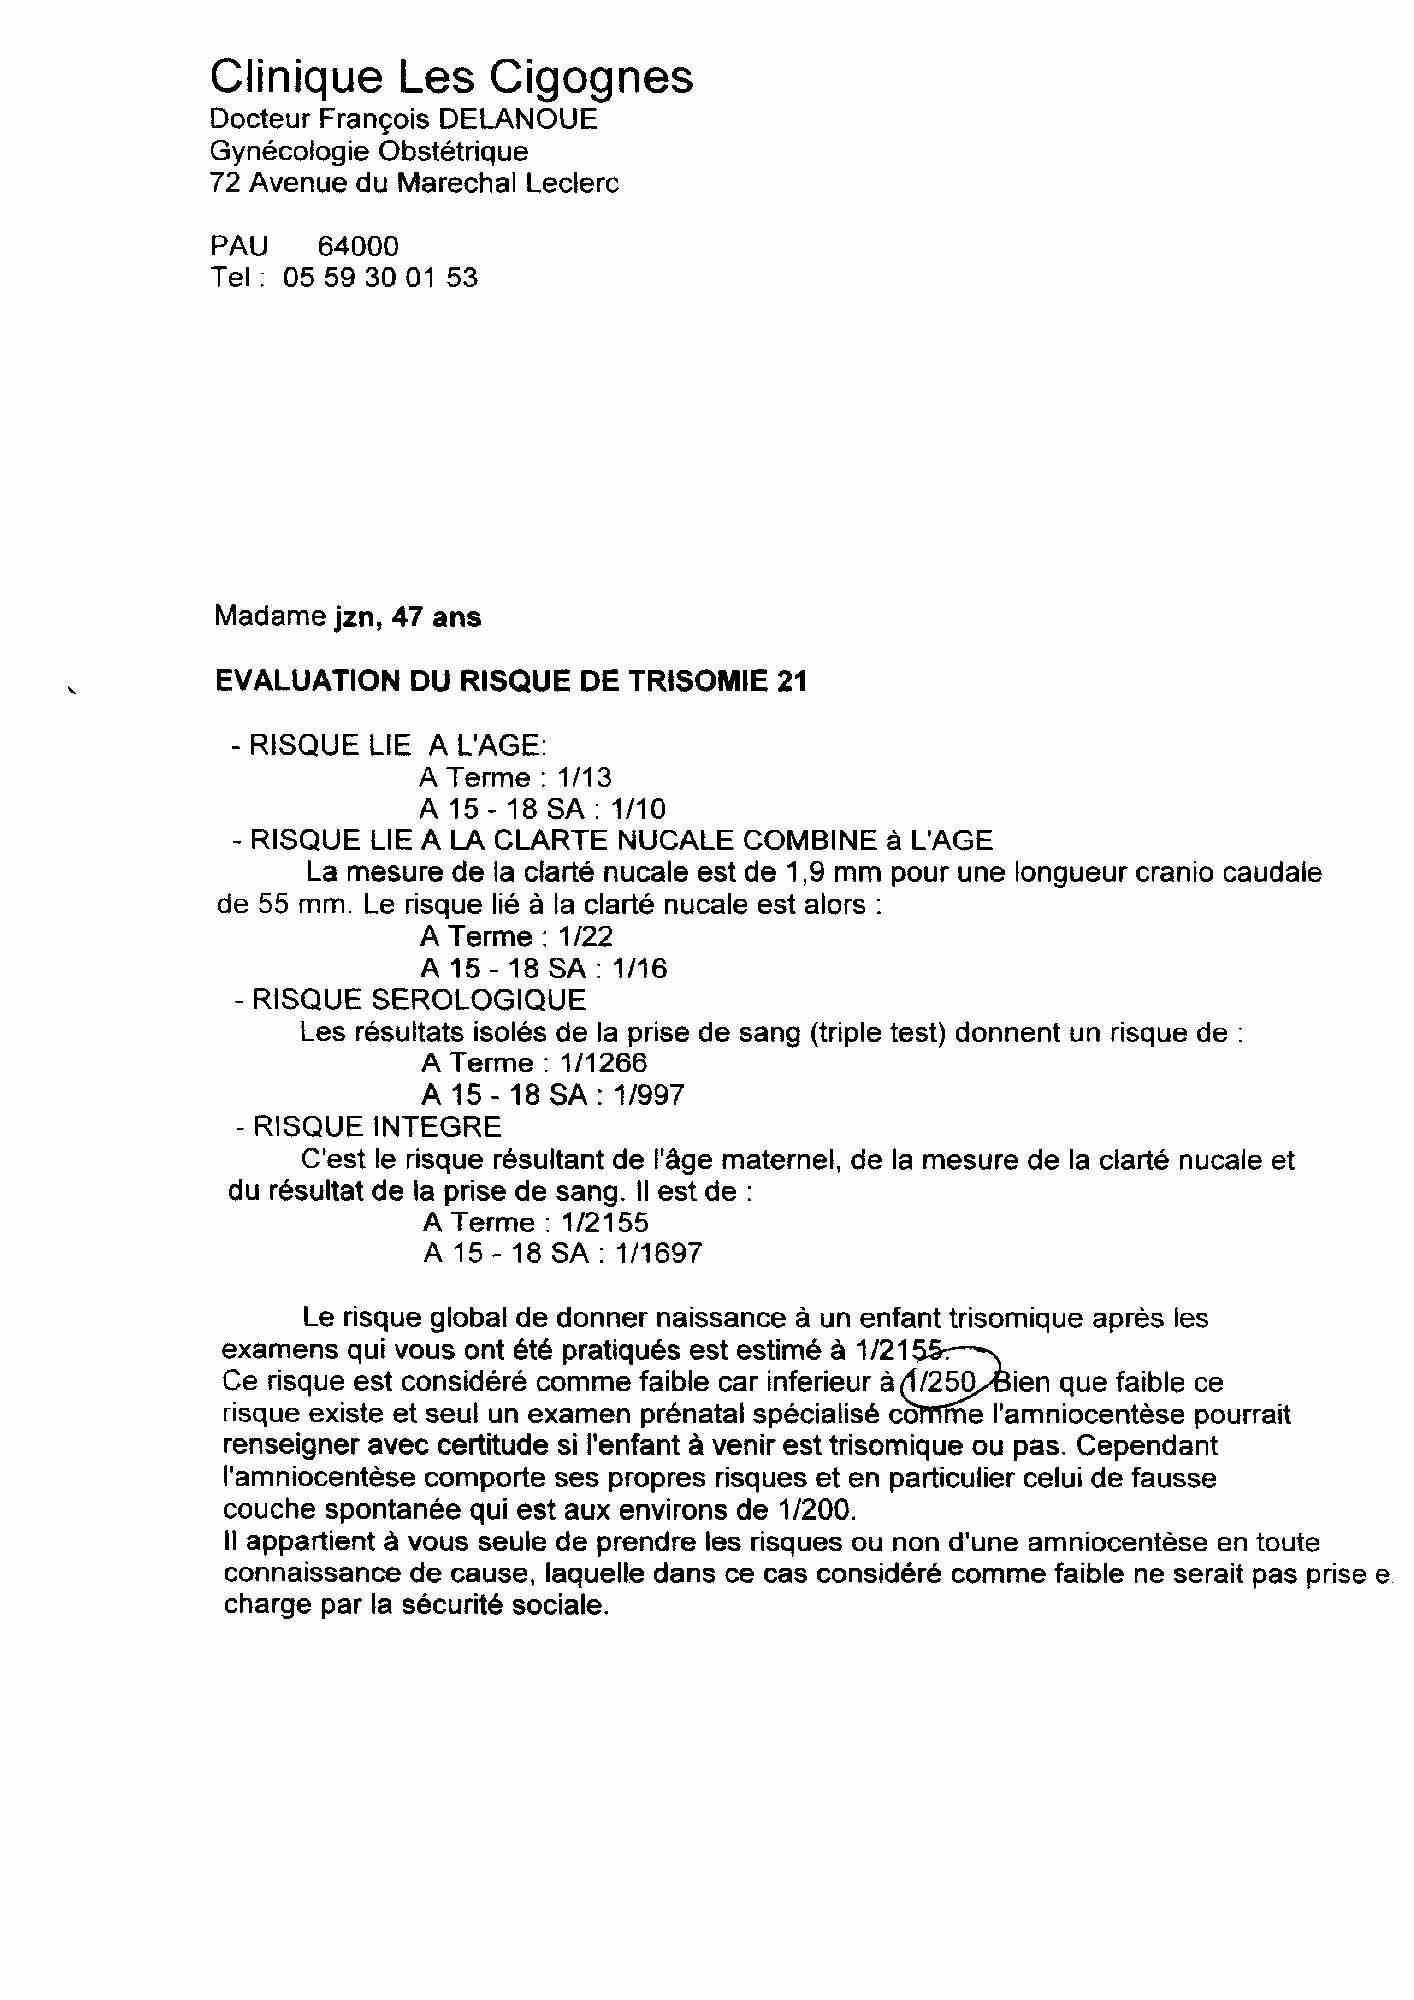 Clinique Les Cigognes
Docteur François DELANOUE
Gynécologie Obstétrique
72 Avenue du Marechal Leclerc
PAU 64000
Tel : 05 59 30 01 53
Madame jzn, 47 ans
EVALUATION DU RISQUE DE TRISOMIE 21
- RISQUE LIE A L'AGE:
A Terme : 1/13
A 15 - 18 SA : 1/10
- RISQUE LIE A LA CLARTE NUCALE COMBINE à L'AGE
La mesure de la clarté nucale est de 1,9 mm pour une longueur cranio caudale
de 55 mm. Le risque lié à la clarté nucale est alors :
A Terme : 1/22
A 15 - 18 SA : 1/16
- RISQUE SEROLOGIQUE
Les résultats isolés de la prise de sang (triple test) donnent un risque de :
A Terme : 1/1266
A 15 - 18 SA : 1/997
- RISQUE INTEGRE
C'est le risque résultant de l'âge maternel, de la mesure de la clarté nucale et
du résultat de la prise de sang. Il est de :
A Terme : 1/2155
A 15 - 18 SA : 1/1697
Le risque global de donner naissance à un enfant trisomique après les
examens qui vous ont été pratiqués est estimé à 1/2155.
Ce risque est considéré comme faible car inferieur à 1/250 Bien que faible ce
risque existe et seul un examen prénatal spécialisé comme l'amniocentèse pourrait
renseigner avec certitude si l'enfant à venir est trisomique ou pas. Cependant
l'amniocentèse comporte ses propres risques et en particulier celui de fausse
couche spontanée qui est aux environs de 1/200.
Il appartient à vous seule de prendre les risques ou non d'une amniocentèse en toute
connaissance de cause, laquelle dans ce cas considéré comme faible ne serait pas prise e
charge par la sécurité sociale.